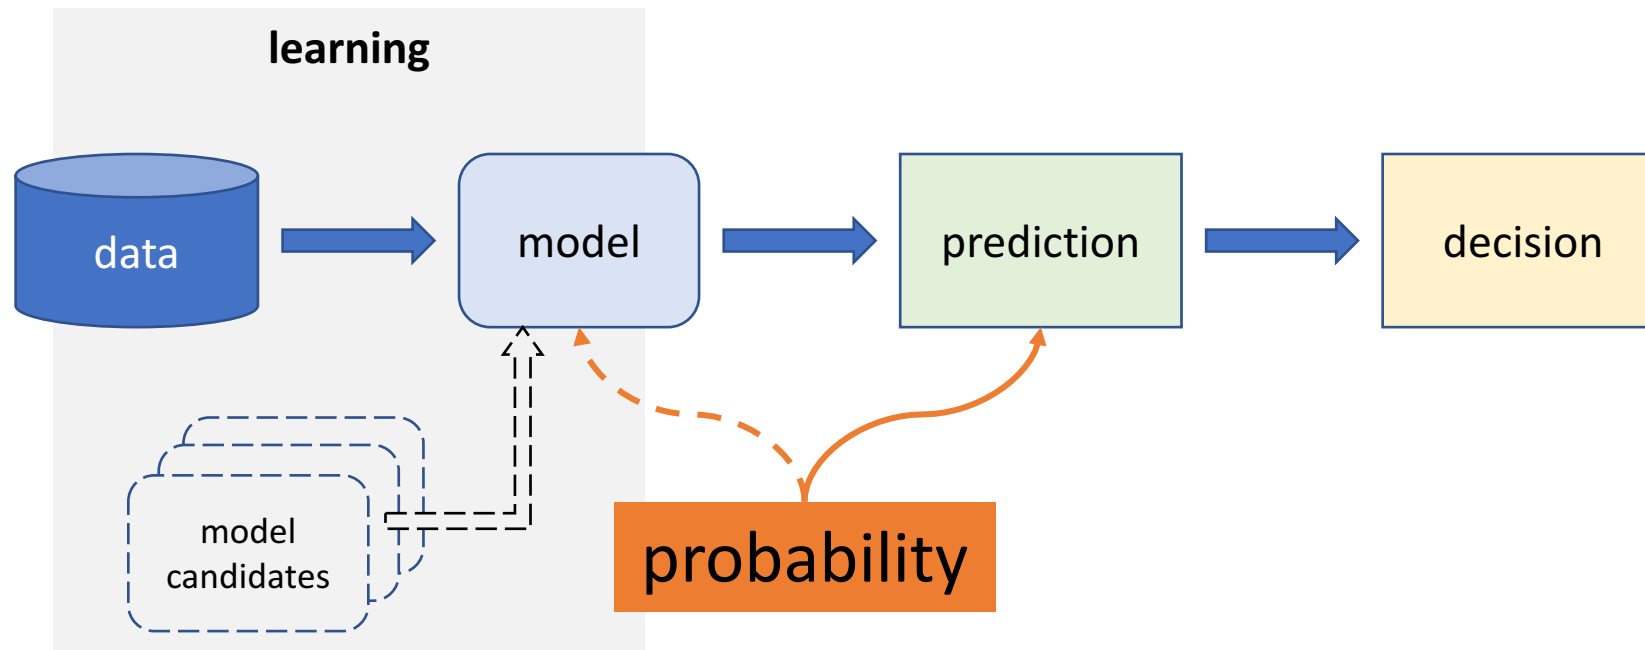 learning
data
model
prediction
decision
model
candidates
probability